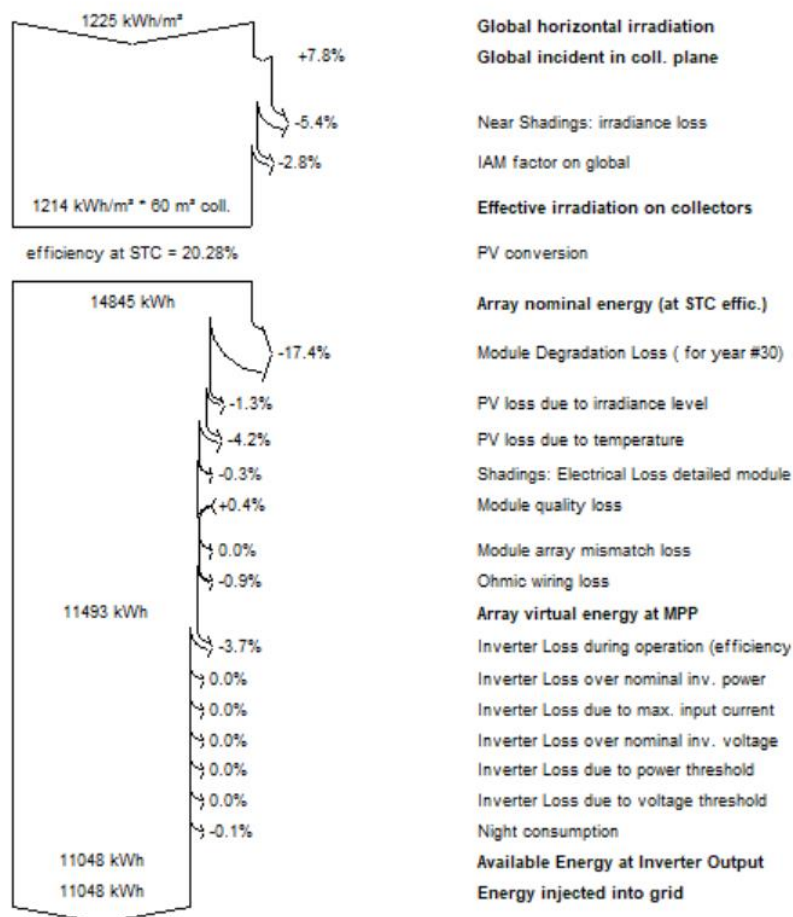 1225 kWh/m² Global horizontal irradiation
+7.8% Global incident in coll. plane
-5.4% Near Shadings: irradiance loss
-2.8% IAM factor on global
1214 kWh/m² * 60 m² coll. Effective irradiation on collectors
efficiency at STC = 20.28% PV conversion
14845 kWh Array nominal energy (at STC effic.)
-17.4% Module Degradation Loss ( for year #30)
-1.3% PV loss due to irradiance level
-4.2% PV loss due to temperature
-0.3% Shadings: Electrical Loss detailed module
+0.4% Module quality loss
0.0% Module array mismatch loss
-0.9% Ohmic wiring loss
11493 kWh Array virtual energy at MPP
-3.7% Inverter Loss during operation (efficiency
0.0% Inverter Loss over nominal inv. power
0.0% Inverter Loss due to max. input current
0.0% Inverter Loss over nominal inv. voltage
0.0% Inverter Loss due to power threshold
0.0% Inverter Loss due to voltage threshold
-0.1% Night consumption
11048 kWh Available Energy at Inverter Output
11048 kWh Energy injected into grid